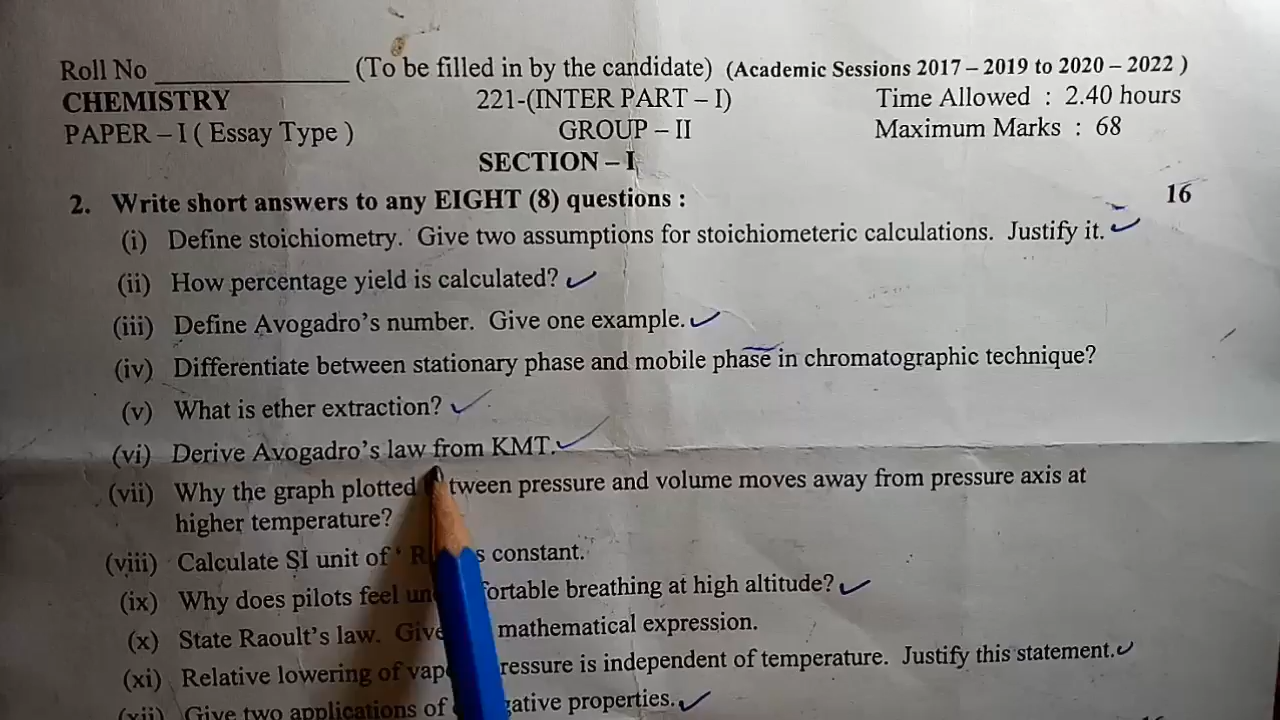 Roll No ______________ (To be filled in by the candidate) (Academic Sessions 2017 – 2019 to 2020 – 2022 )
CHEMISTRY 221-(INTER PART – I) Time Allowed : 2.40 hours
PAPER – I ( Essay Type ) GROUP – II Maximum Marks : 68
SECTION – I
2. Write short answers to any EIGHT (8) questions : 16
(i) Define stoichiometry. Give two assumptions for stoichiometeric calculations. Justify it.
(ii) How percentage yield is calculated?
(iii) Define Avogadro's number. Give one example.
(iv) Differentiate between stationary phase and mobile phase in chromatographic technique?
(v) What is ether extraction?
(vi) Derive Avogadro's law from KMT.
(vii) Why the graph plotted tween pressure and volume moves away from pressure axis at
higher temperature?
(viii) Calculate SI unit of ' R s constant.
(ix) Why does pilots feel un fortable breathing at high altitude?
(x) State Raoult's law. Give mathematical expression.
(xi) Relative lowering of vap ressure is independent of temperature. Justify this statement.
(xii) Give two applications of gative properties.